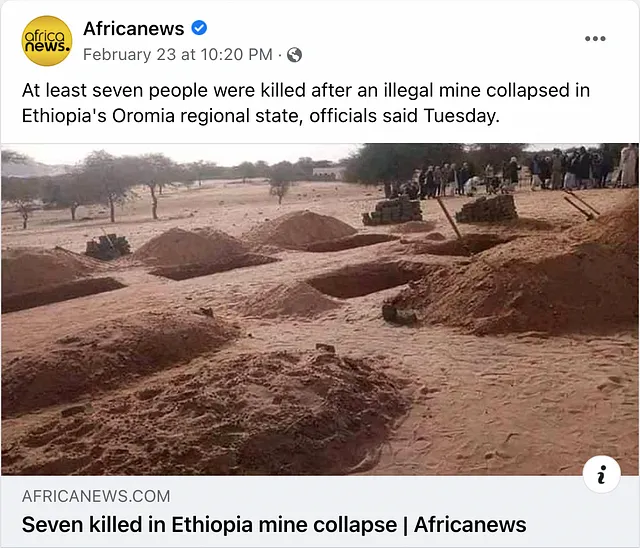 africa
news.
Africanews
February 23 at 10:20 PM ·
At least seven people were killed after an illegal mine collapsed in
Ethiopia's Oromia regional state, officials said Tuesday.
i
AFRICANEWS.COM
Seven killed in Ethiopia mine collapse | Africanews